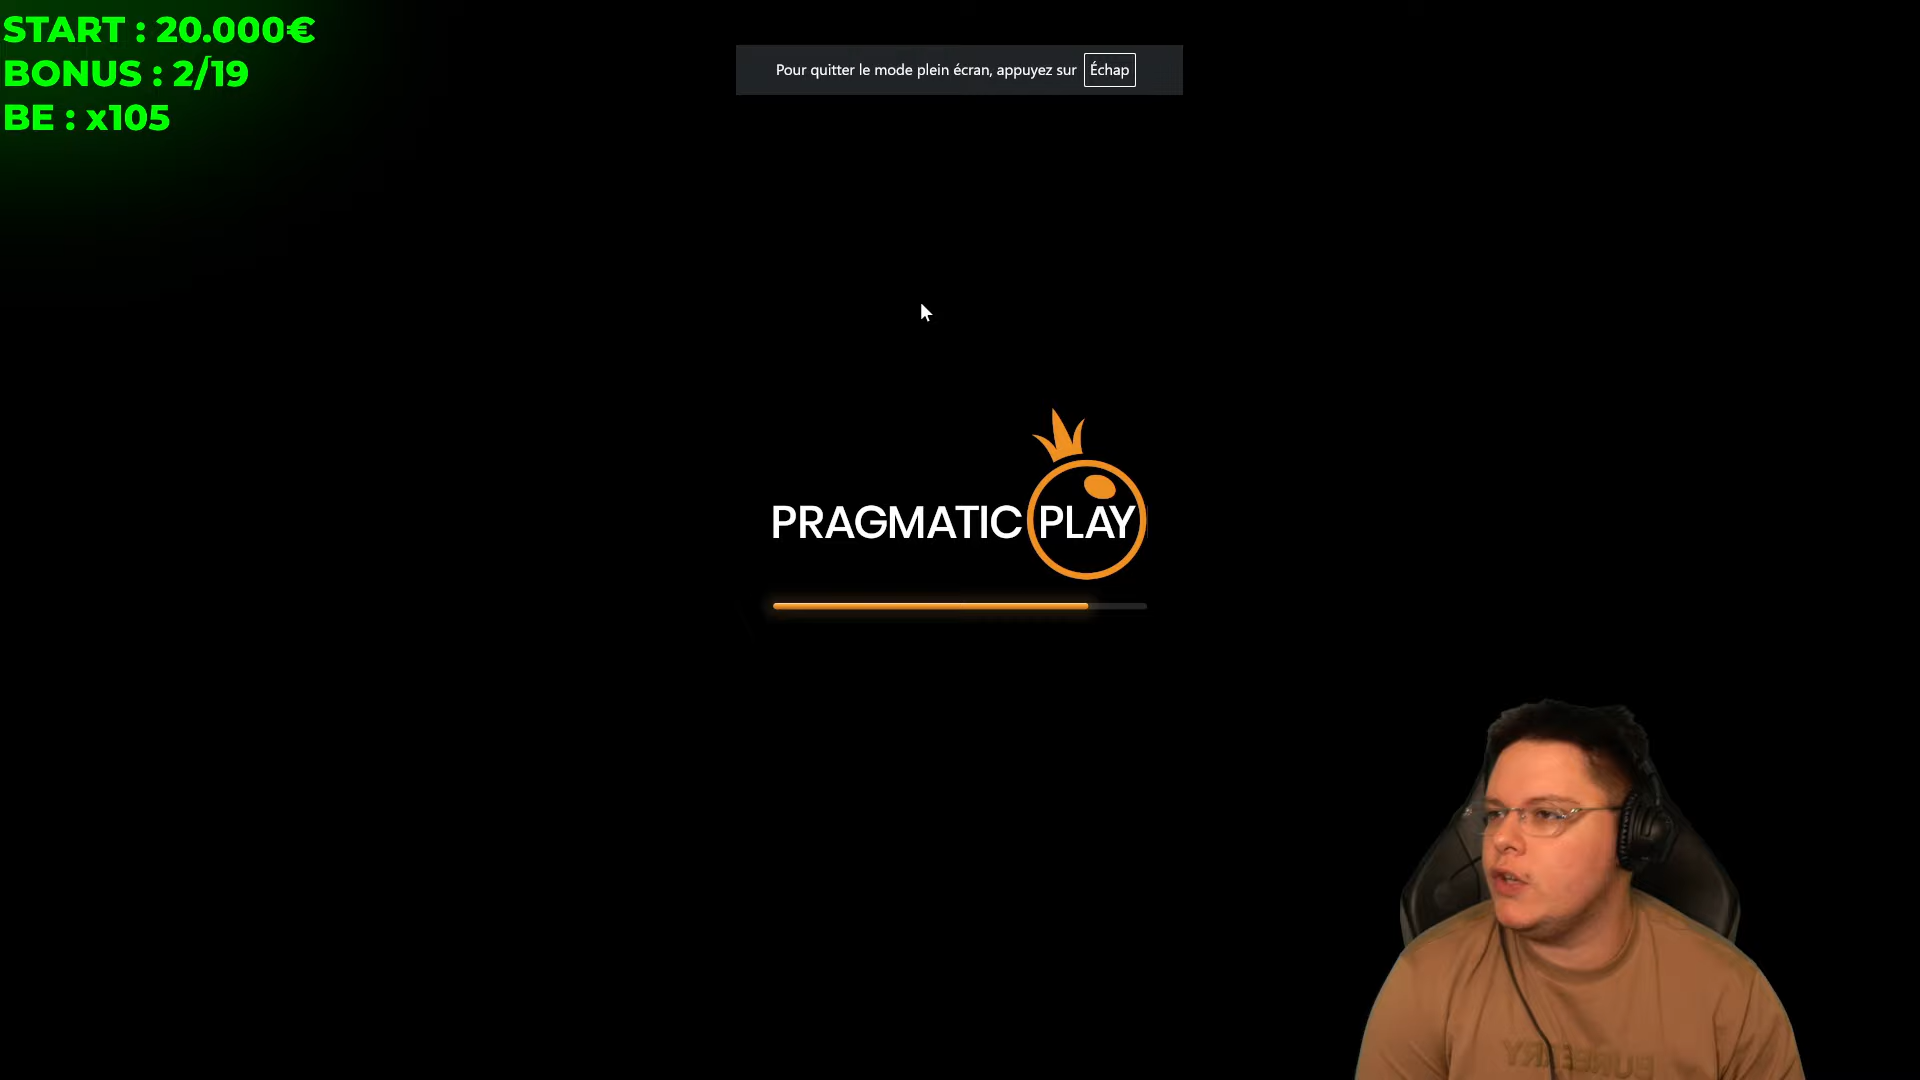 START : 20.000€
BONUS : 2/19
BE : x105
Pour quitter le mode plein écran, appuyez sur Échap
PRAGMATIC PLAY